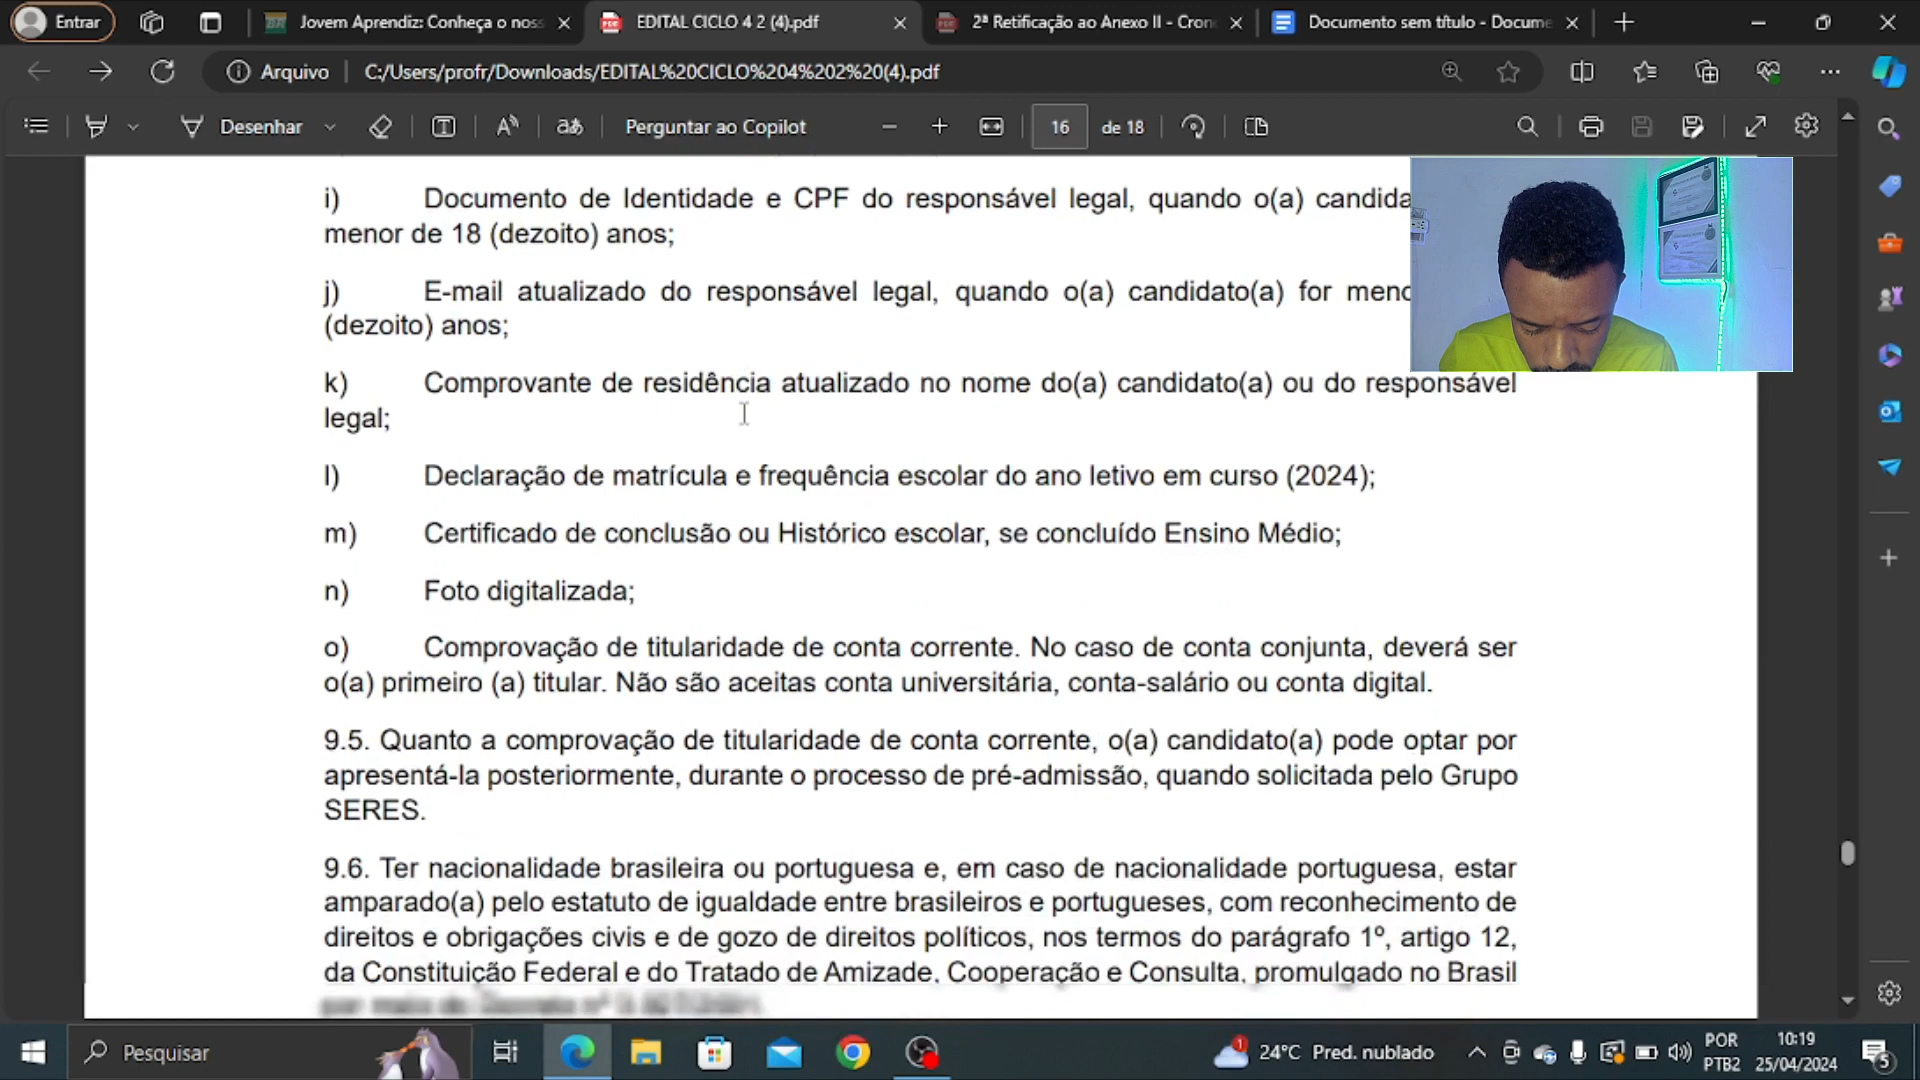 Entrar
Jovem Aprendiz: Conheça o noss
EDITAL CICLO 4 2 (4).pdf
2ª Retificação ao Anexo II - Cron
Documento sem título - Docume
Arquivo
C:/Users/profr/Downloads/EDITAL%20CICLO%204%202%20(4).pdf
Desenhar
Perguntar ao Copilot
16
de 18
i) Documento de Identidade e CPF do responsável legal, quando o(a) candida
menor de 18 (dezoito) anos;
j) E-mail atualizado do responsável legal, quando o(a) candidato(a) for meno
(dezoito) anos;
k) Comprovante de residência atualizado no nome do(a) candidato(a) ou do responsável
legal;
l) Declaração de matrícula e frequência escolar do ano letivo em curso (2024);
m) Certificado de conclusão ou Histórico escolar, se concluído Ensino Médio;
n) Foto digitalizada;
o) Comprovação de titularidade de conta corrente. No caso de conta conjunta, deverá ser
o(a) primeiro (a) titular. Não são aceitas conta universitária, conta-salário ou conta digital.
9.5. Quanto a comprovação de titularidade de conta corrente, o(a) candidato(a) pode optar por
apresentá-la posteriormente, durante o processo de pré-admissão, quando solicitada pelo Grupo
SERES.
9.6. Ter nacionalidade brasileira ou portuguesa e, em caso de nacionalidade portuguesa, estar
amparado(a) pelo estatuto de igualdade entre brasileiros e portugueses, com reconhecimento de
direitos e obrigações civis e de gozo de direitos políticos, nos termos do parágrafo 1º, artigo 12,
da Constituição Federal e do Tratado de Amizade, Cooperação e Consulta, promulgado no Brasil
Pesquisar
1
24°C Pred. nublado
POR
PTB2
10:19
25/04/2024
5